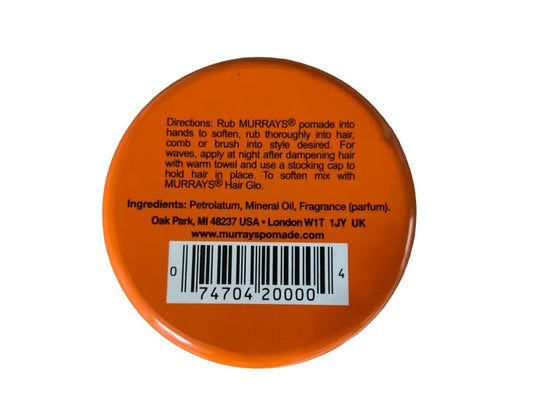 Directions: Rub MURRAYS® pomade into
hands to soften, rub thoroughly into hair,
comb or brush into style desired. For
waves, apply at night after dampening hair
with warm towel and use a stocking cap to
hold hair in place. To soften mix with
MURRAYS® Hair Glo.
Ingredients: Petrolatum, Mineral Oil, Fragrance (parfum).
Oak Park, MI 48237 USA • London W1T 1JY UK
www.murrayspomade.com
0 74704 20000 4